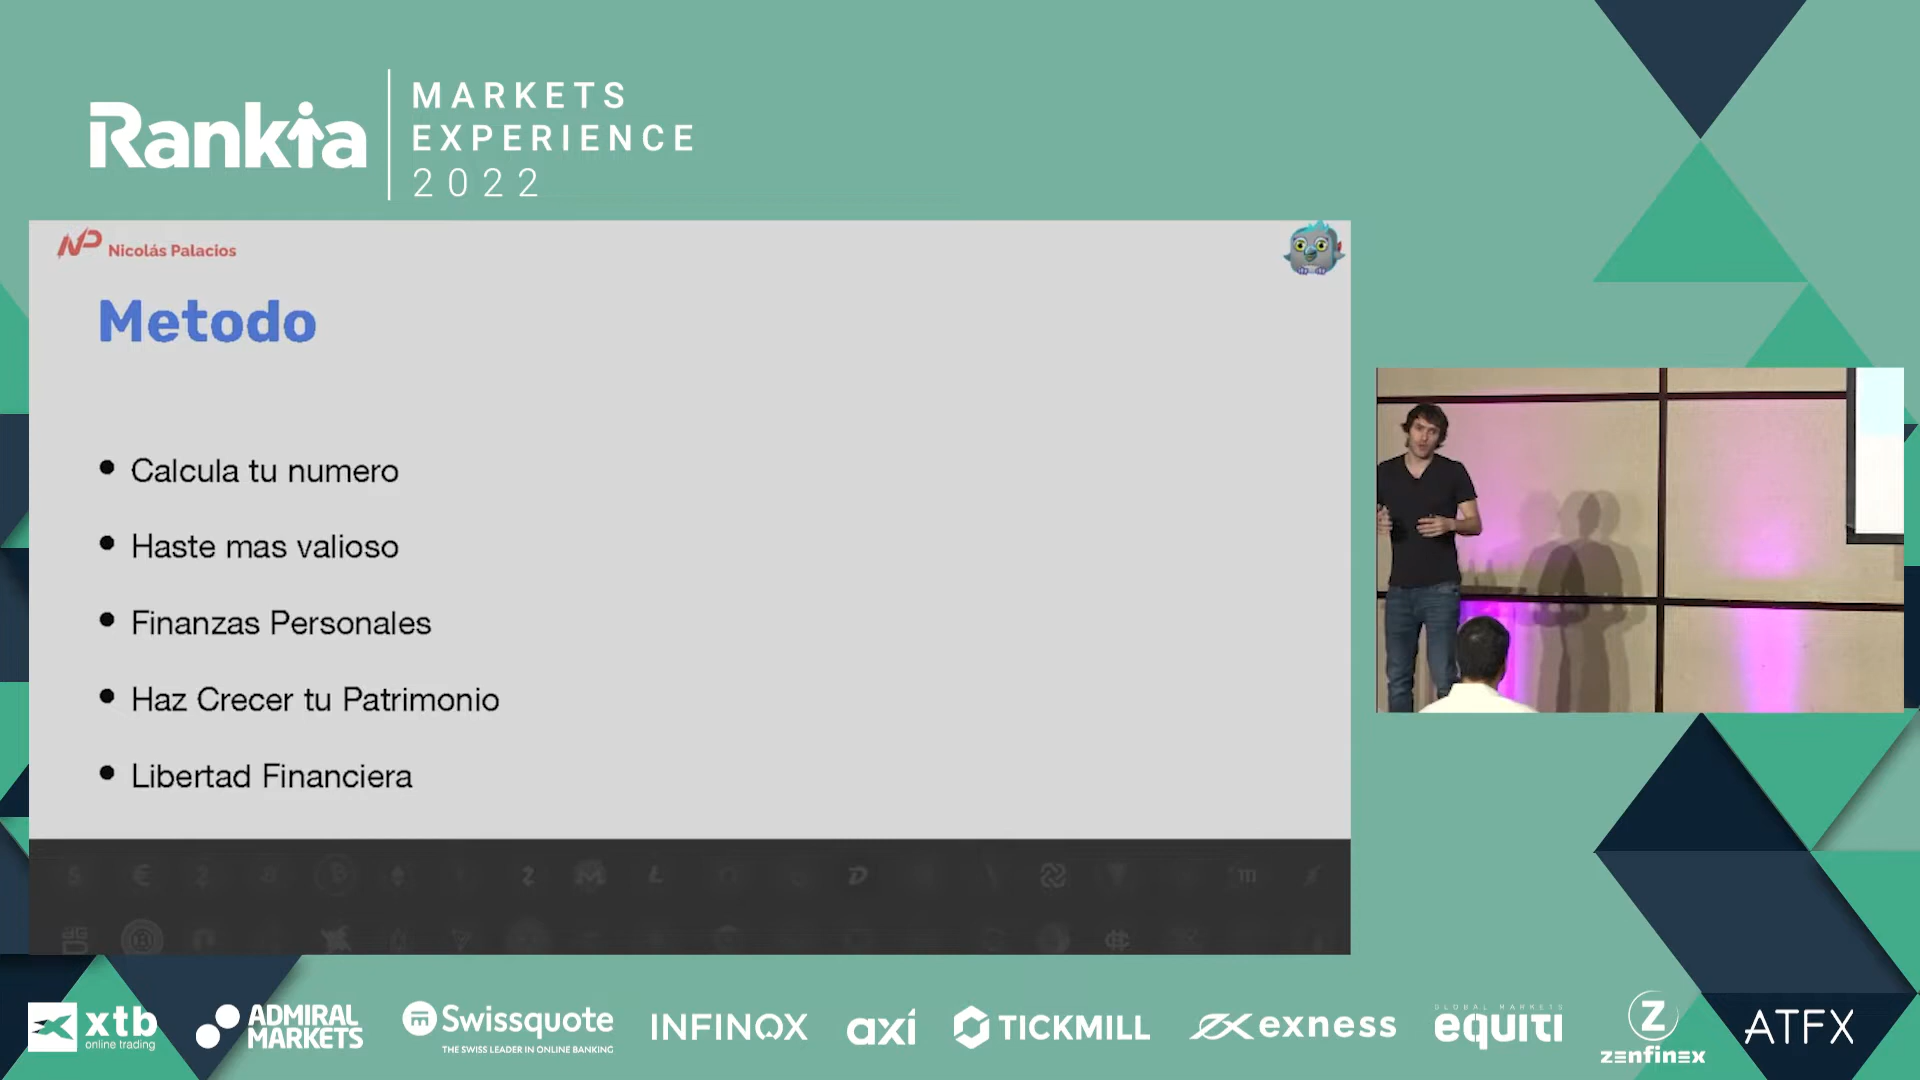 Rankia
MARKETS
EXPERIENCE
2022
NP Nicolás Palacios
Metodo
Calcula tu numero
Haste mas valioso
Finanzas Personales
Haz Crecer tu Patrimonio
Libertad Financiera
xtb
online trading
ADMIRAL
MARKETS
Swissquote
THE SWISS LEADER IN ONLINE BANKING
INFINOX
axi
TICKMILL
exness
GLOBAL MARKETS
equiti
Z
zenfinex
ATFX